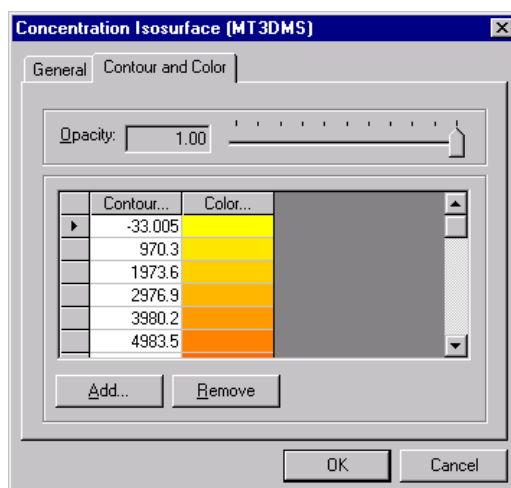 Concentration Isosurface (MT3DMS)
General Contour and Color
Opacity: 1.00
Contour... Color...
-33.005
970.3
1973.6
2976.9
3980.2
4983.5
Add... Remove
OK Cancel